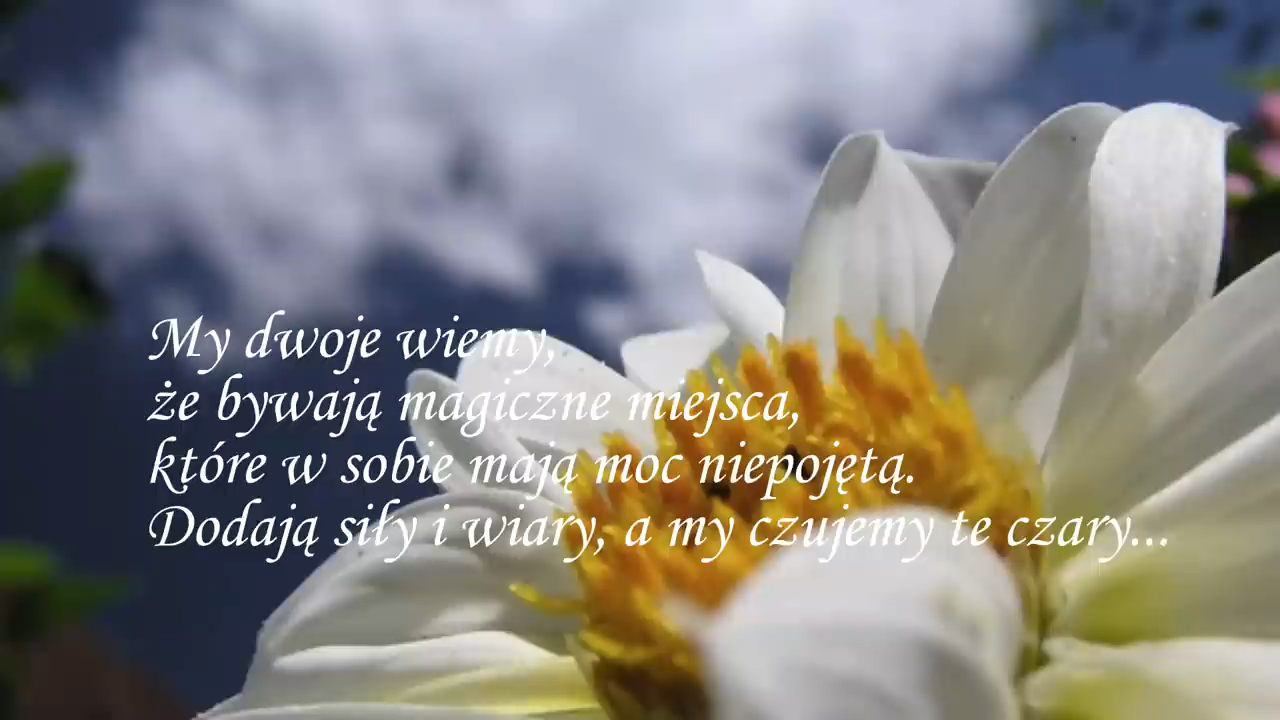 My dwoje wiemy,
że bywają magiczne miejsca,
które w sobie mają moc niepojętą.
Dodają siły i wiary, a my czujemy te czary...